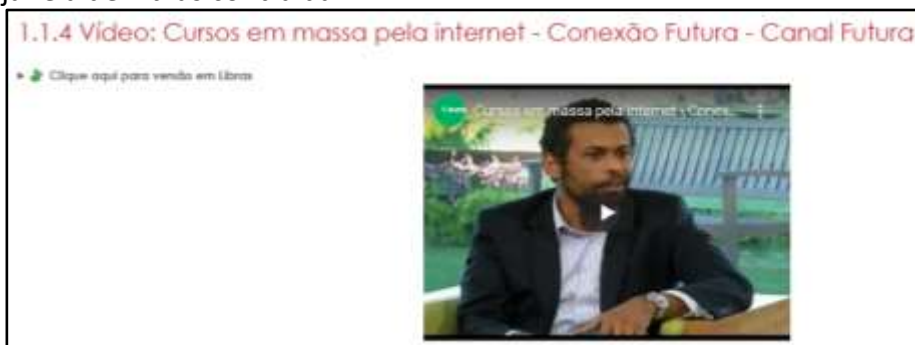 1.1.4 Vídeo: Cursos em massa pela internet - Conexão Futura - Canal Futura
Clique aqui para versão em Libras
Cursos em massa pela internet - Conex...